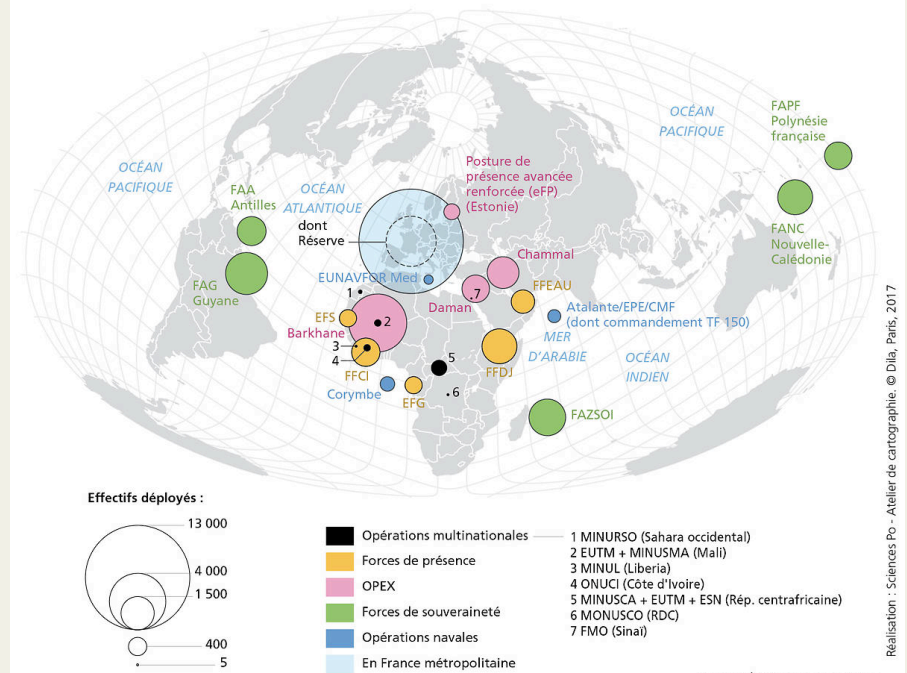 OCÉAN
PACIFIQUE
FAPF
Polynésie
française
OCÉAN
PACIFIQUE
Posture de
présence avancée
renforcée (eFP)
(Estonie)
FAA
Antilles
OCÉAN
ATLANTIQUE
dont
Réserve
FANC
Nouvelle-
Calédonie
Chammal
EUNAVFOR Med
FAG
Guyane
1
7
FFEAU
Daman
Atalante/EPE/CMF
(dont commandement TF 150)
EFS
Barkhane
2
MER
D'ARABIE
3
4
5
OCÉAN
INDIEN
FFCI
FFDJ
Corymbe
EFG
6
FAZSOI
Effectifs déployés :
13 000
4 000
1 500
400
5
Opérations multinationales
Forces de présence
OPEX
Forces de souveraineté
Opérations navales
En France métropolitaine
1 MINURSO (Sahara occidental)
2 EUTM + MINUSMA (Mali)
3 MINUL (Liberia)
4 ONUCI (Côte d'Ivoire)
5 MINUSCA + EUTM + ESN (Rép. centrafricaine)
6 MONUSCO (RDC)
7 FMO (Sinaï)
Réalisation : Sciences Po - Atelier de cartographie. © Dila, Paris, 2017